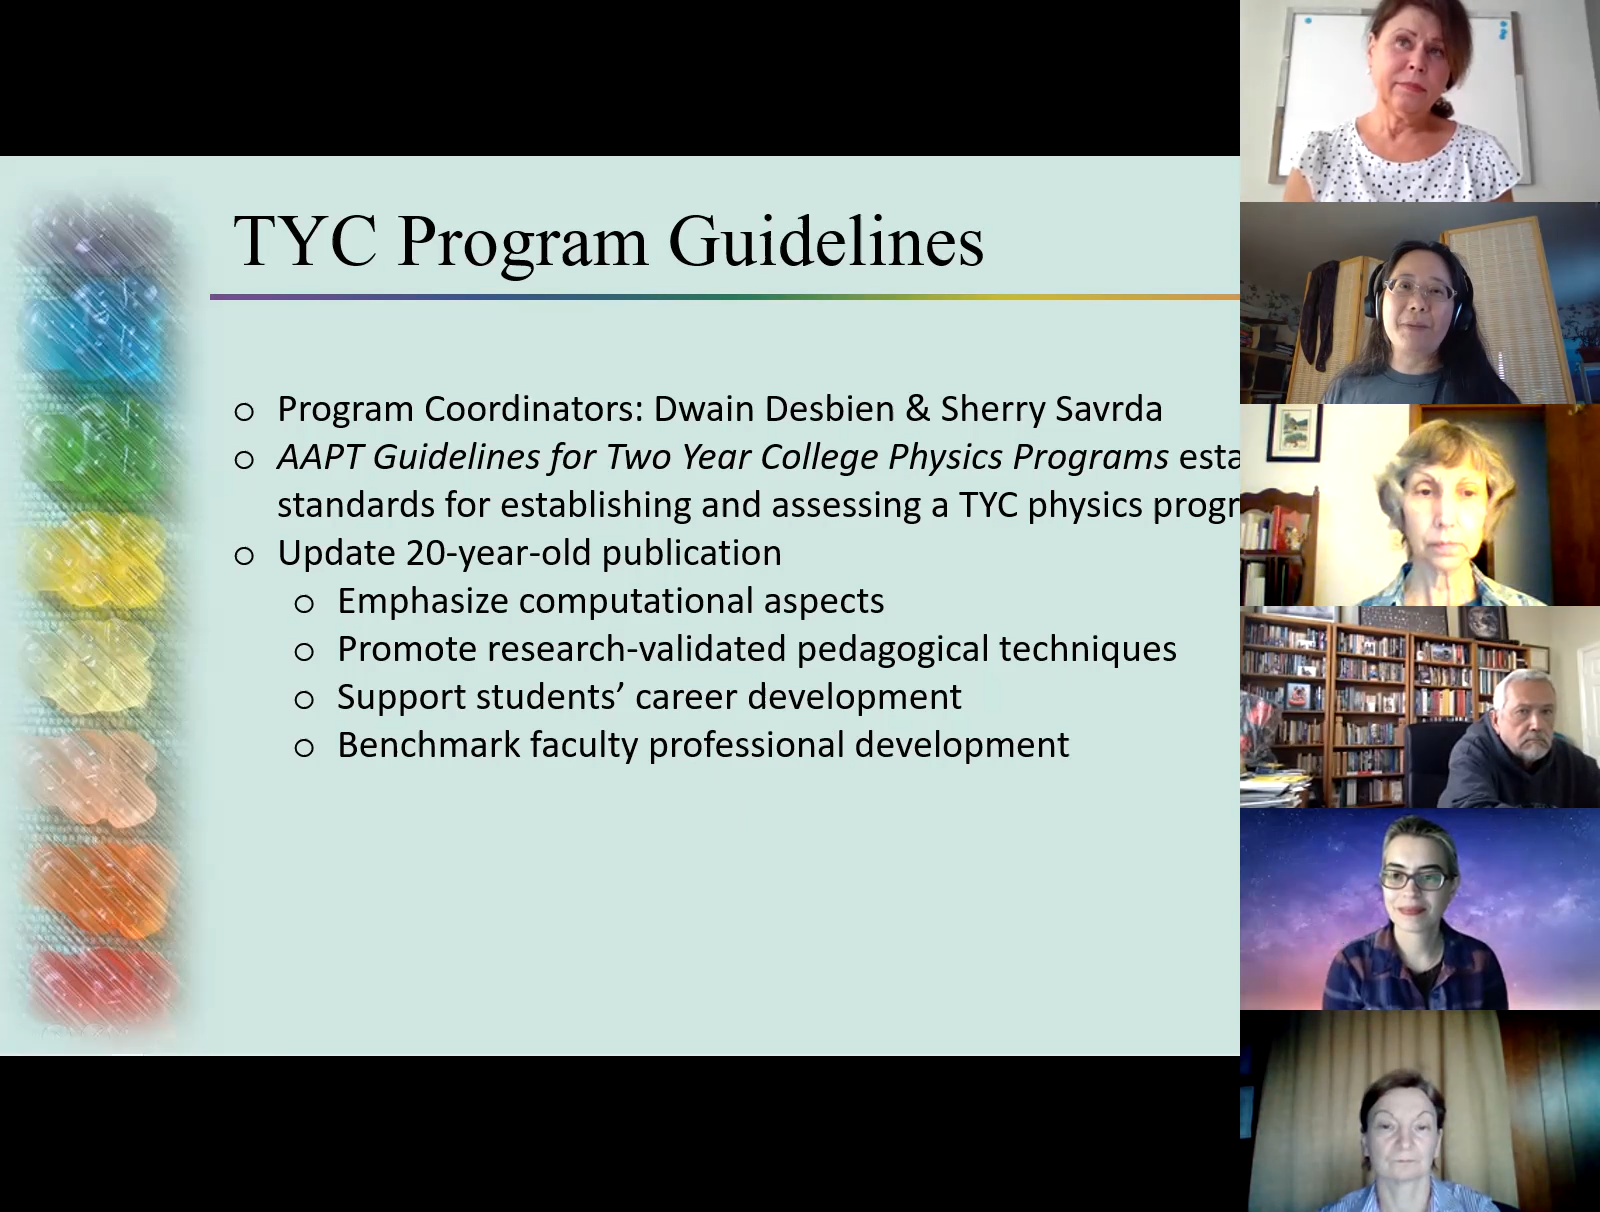 TYC Program Guidelines
Program Coordinators: Dwain Desbien & Sherry Savrda
AAPT Guidelines for Two Year College Physics Programs esta
standards for establishing and assessing a TYC physics progr
Update 20-year-old publication
Emphasize computational aspects
Promote research-validated pedagogical techniques
Support students’ career development
Benchmark faculty professional development